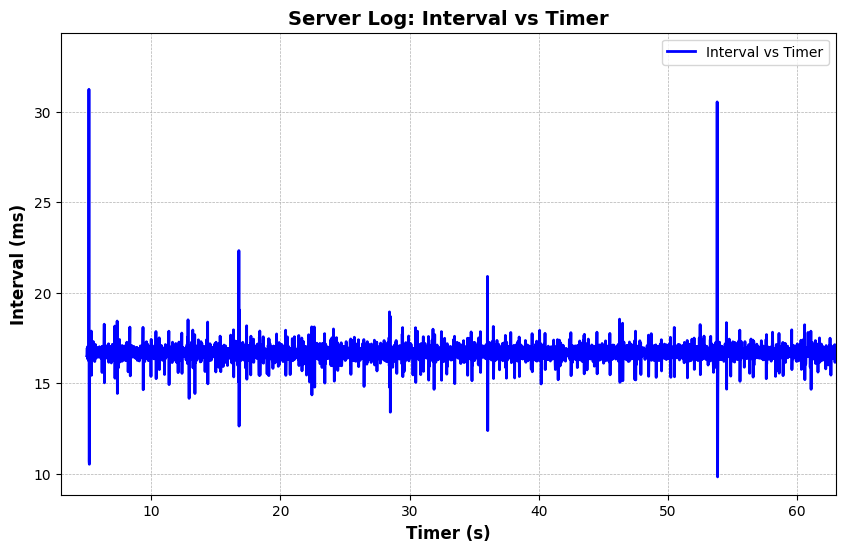 Server Log: Interval vs Timer
Interval vs Timer
30
25
20
15
10
Interval (ms)
10 20 30 40 50 60
Timer (s)